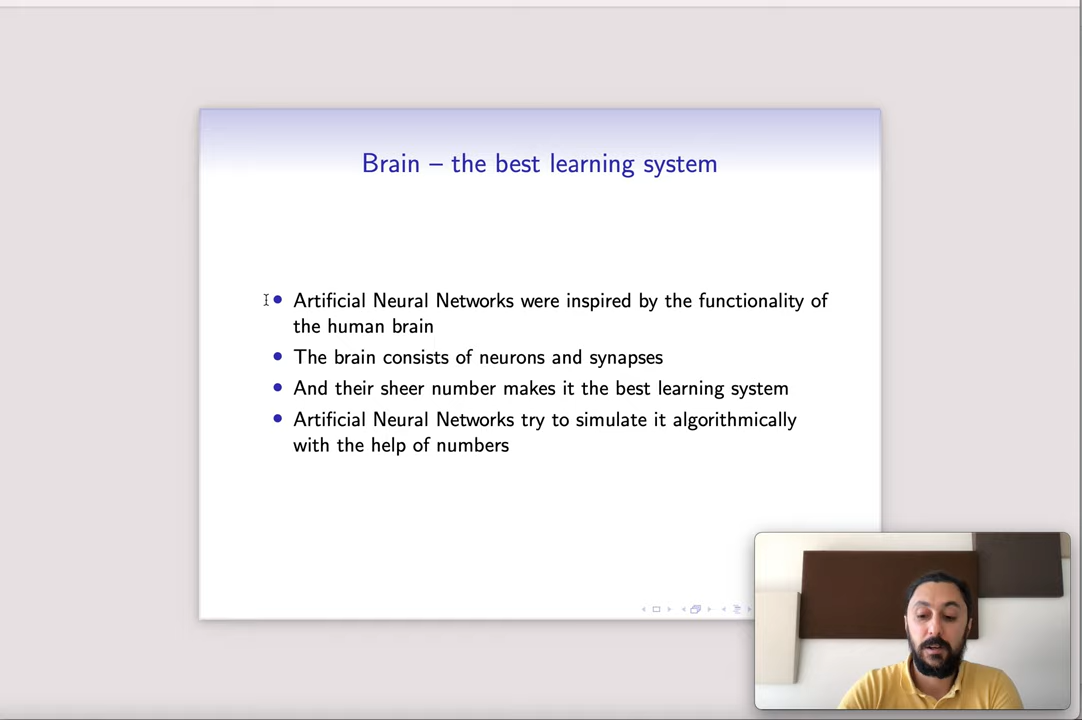 Brain – the best learning system
Artificial Neural Networks were inspired by the functionality of
the human brain
The brain consists of neurons and synapses
And their sheer number makes it the best learning system
Artificial Neural Networks try to simulate it algorithmically
with the help of numbers